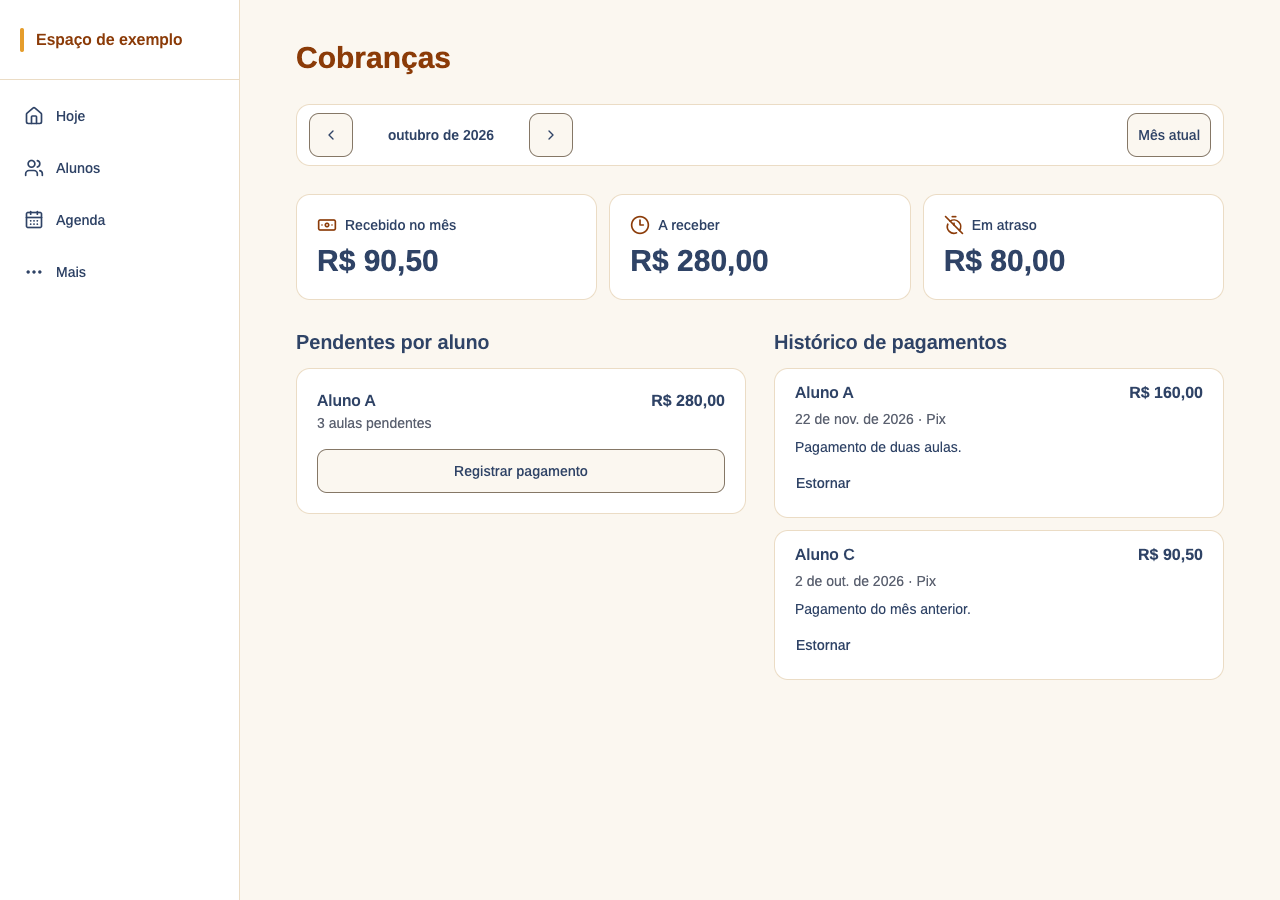 Espaço de exemplo
Hoje
Alunos
Agenda
Mais
Cobranças
outubro de 2026
Mês atual
Recebido no mês
R$ 90,50
A receber
R$ 280,00
Em atraso
R$ 80,00
Pendentes por aluno
Aluno A R$ 280,00
3 aulas pendentes
Registrar pagamento
Histórico de pagamentos
Aluno A R$ 160,00
22 de nov. de 2026 · Pix
Pagamento de duas aulas.
Estornar
Aluno C R$ 90,50
2 de out. de 2026 · Pix
Pagamento do mês anterior.
Estornar